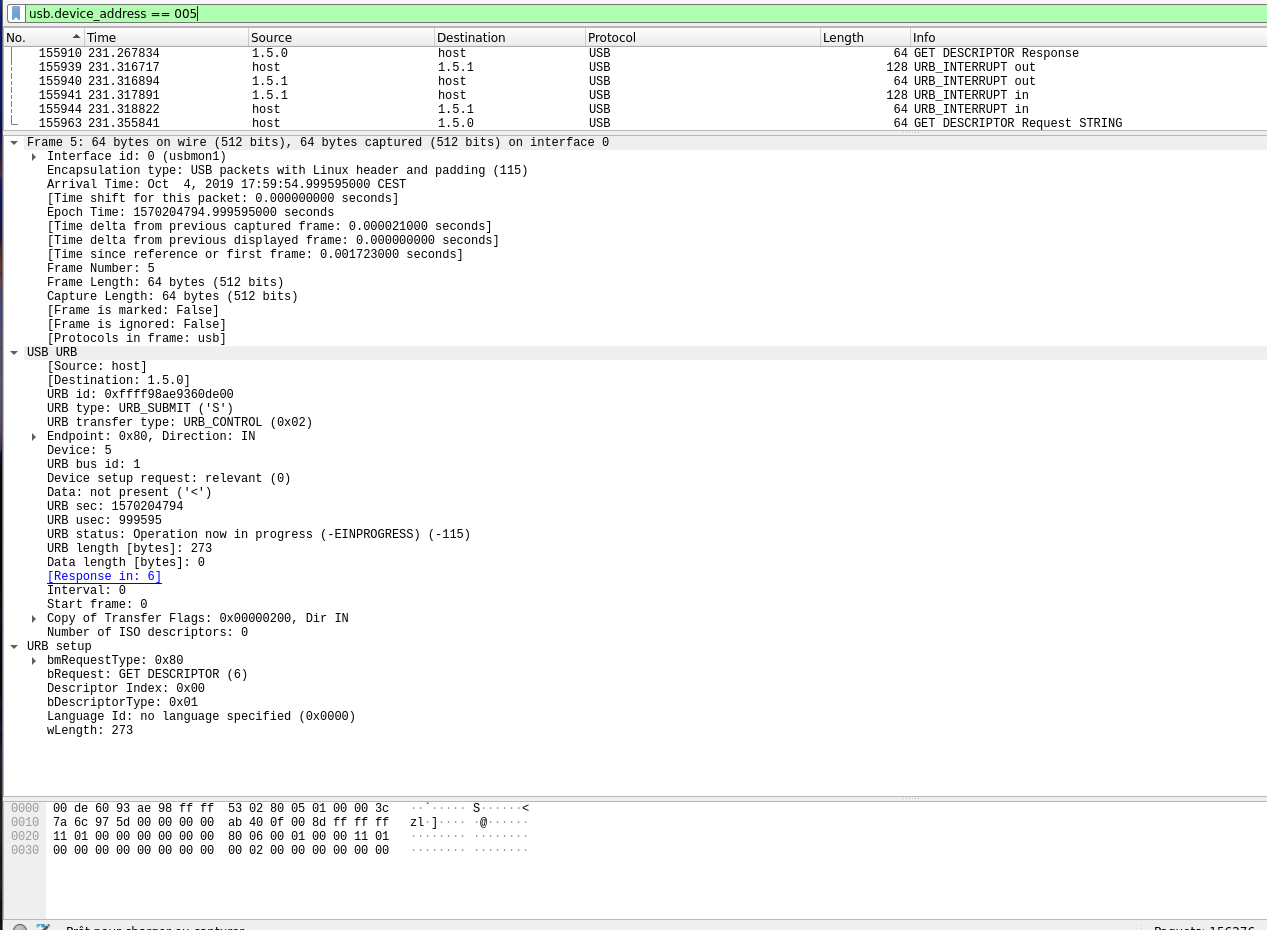 usb.device_address == 005
No. Time Source Destination Protocol Length Info
155910 231.267834 1.5.0 host USB 64 GET DESCRIPTOR Response
155939 231.316717 host 1.5.1 USB 128 URB_INTERRUPT out
155940 231.316894 1.5.1 host USB 64 URB_INTERRUPT out
155941 231.317891 1.5.1 host USB 128 URB_INTERRUPT in
155944 231.318822 host 1.5.1 USB 64 URB_INTERRUPT in
155963 231.355841 host 1.5.0 USB 64 GET DESCRIPTOR Request STRING
Frame 5: 64 bytes on wire (512 bits), 64 bytes captured (512 bits) on interface 0
Interface id: 0 (usbmon1)
Encapsulation type: USB packets with Linux header and padding (115)
Arrival Time: Oct  4, 2019 17:59:54.999595000 CEST
[Time shift for this packet: 0.000000000 seconds]
Epoch Time: 1570204794.999595000 seconds
[Time delta from previous captured frame: 0.000021000 seconds]
[Time delta from previous displayed frame: 0.000000000 seconds]
[Time since reference or first frame: 0.001723000 seconds]
Frame Number: 5
Frame Length: 64 bytes (512 bits)
Capture Length: 64 bytes (512 bits)
[Frame is marked: False]
[Frame is ignored: False]
[Protocols in frame: usb]
USB URB
[Source: host]
[Destination: 1.5.0]
URB id: 0xffff98ae9360de00
URB type: URB_SUBMIT ('S')
URB transfer type: URB_CONTROL (0x02)
Endpoint: 0x80, Direction: IN
Device: 5
URB bus id: 1
Device setup request: relevant (0)
Data: not present ('<')
URB sec: 1570204794
URB usec: 999595
URB status: Operation now in progress (-EINPROGRESS) (-115)
URB length [bytes]: 273
Data length [bytes]: 0
[Response in: 6]
Interval: 0
Start frame: 0
Copy of Transfer Flags: 0x00000200, Dir IN
Number of ISO descriptors: 0
URB setup
bmRequestType: 0x80
bRequest: GET DESCRIPTOR (6)
Descriptor Index: 0x00
bDescriptorType: 0x01
Language Id: no language specified (0x0000)
wLength: 273
0000 00 de 60 93 ae 98 ff ff 53 02 80 05 01 00 00 3c ··`····· S······<
0010 7a 6c 97 5d 00 00 00 00 ab 40 0f 00 8d ff ff ff zl·]···· ·@······
0020 11 01 00 00 00 00 00 00 80 06 00 01 00 00 11 01 ········ ········
0030 00 00 00 00 00 00 00 00 00 02 00 00 00 00 00 00 ········ ········
Prêt pour charger ou capturer Paquets: 156276